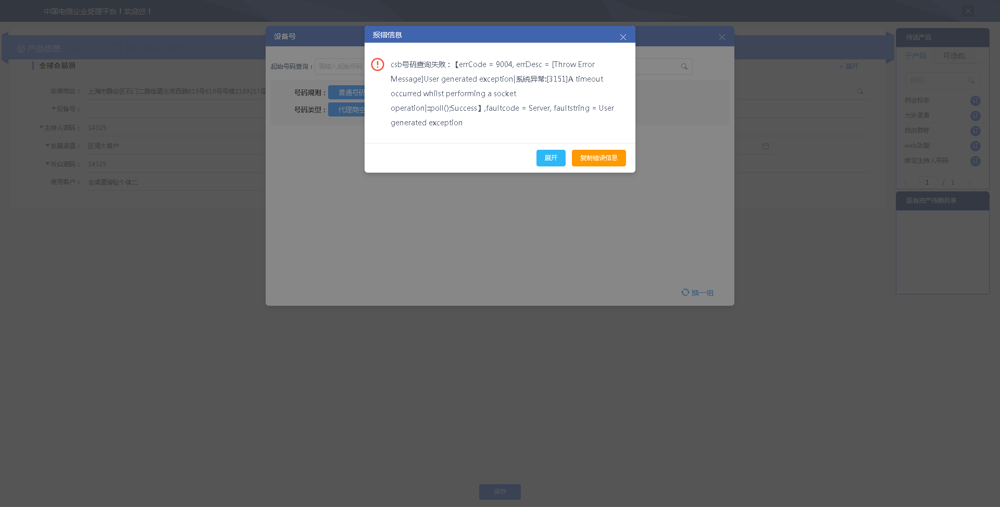 中国电信企业受理平台！欢迎您！
产品信息
全球会易通
+ 展开
安装地址：
上海市静安区石门二路街道北京西路819号819号号楼2109217层
*设备号：
*主持人密码：
14325
*发展渠道：
区局大客户
*听众密码：
14325
使用客户：
全渠道穿验个体二
设备号
起始号码查询：
请输入起始号码
号码规则：
普通号码
号码类型：
代理商空
换一组
报错信息
csb号码查询失败：【errCode = 9004, errDesc = [Throw Error
Message]User generated exception|系统异常:[3151]A timeout
occurred whilst performing a socket
operation|::poll();Success】,faultcode = Server, faultstring = User
generated exception
展开
复制错误信息
待选产品
子产品
可选包
请输入
例会标志
订
允许录音
订
自动群呼
订
web功能
订
绑定主持人号码
订
1 / 1
现有资产待删列表
保存